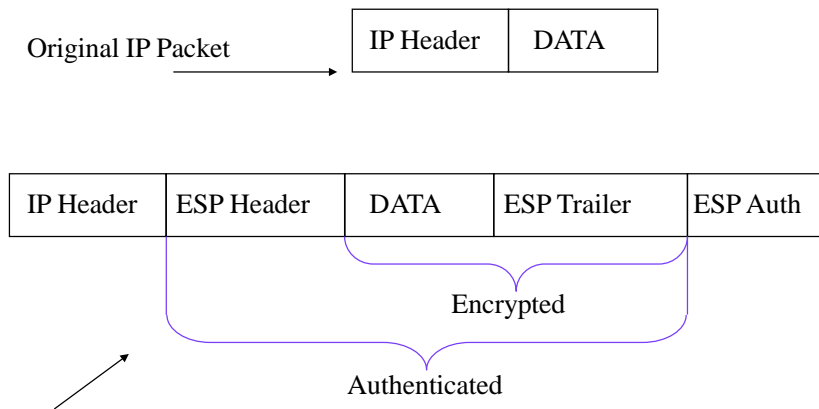 Original IP Packet
IP Header DATA
IP Header ESP Header DATA ESP Trailer ESP Auth
Encrypted
Authenticated